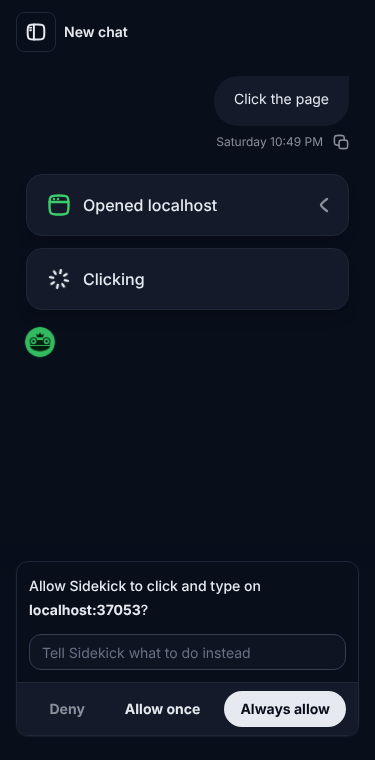 New chat
Click the page
Saturday 10:49 PM
Opened localhost
Clicking
Allow Sidekick to click and type on
localhost:37053?
Tell Sidekick what to do instead
Deny Allow once Always allow